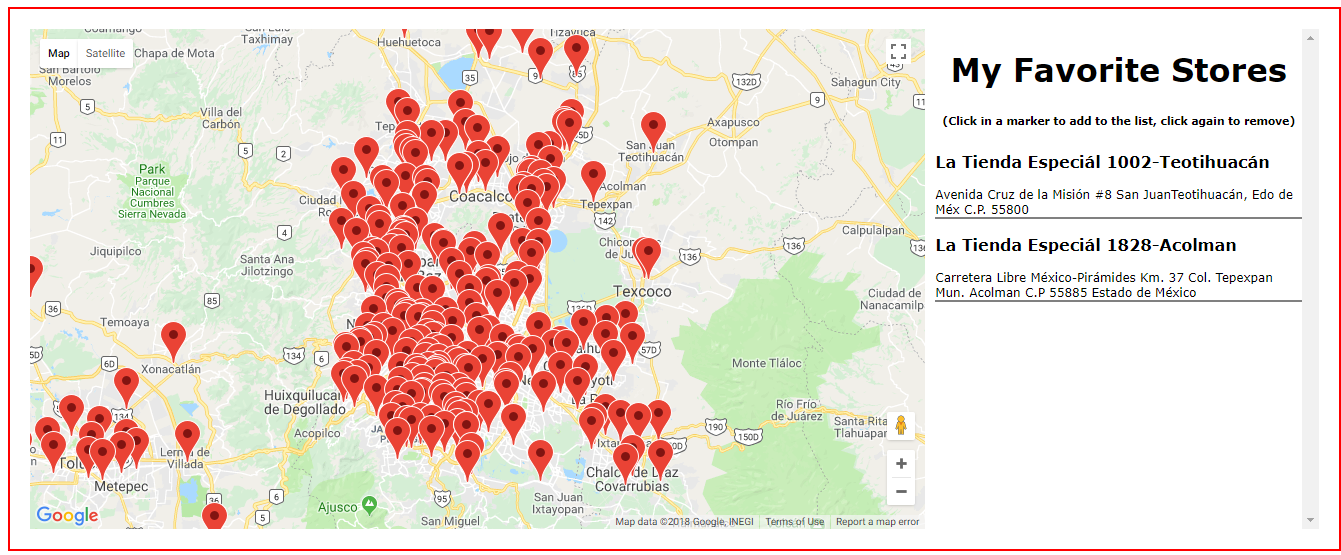 Coamango
San Luis
Taxhimay
Huehuetoca
Tizayuca
Map
Satellite
Chapa de Mota
San Bartolo
Morelos
Sahagun City
Villa del
Carbón
Axapusco
Otompan
San Juan
Teotihuacán
Park
Parque
Nacional
Cumbres
Sierra Nevada
Acolman
Tepexpan
Coacalco
Calpulalpan
Jiquipilco
Santa Ana
Jilotzingo
Texcoco
Ciudad de
Nanacamilp
Temoaya
Xonacatlán
Monte Tláloc
Huixquilucan
de Degollado
Río Frío
de Juárez
Santa Rita
Tlahuapan
Acopilco
Lerma de
Villada
Metepec
Chalco de Díaz
Covarrubias
San Juan
Ixtayopan
Ajusco
San Miguel
Google
Map data ©2018 Google, INEGI
Terms of Use
Report a map error
My Favorite Stores
(Click in a marker to add to the list, click again to remove)
La Tienda Especiál 1002-Teotihuacán
Avenida Cruz de la Misión #8 San JuanTeotihuacán, Edo de
Méx C.P. 55800
La Tienda Especiál 1828-Acolman
Carretera Libre México-Pirámides Km. 37 Col. Tepexpan
Mun. Acolman C.P 55885 Estado de México